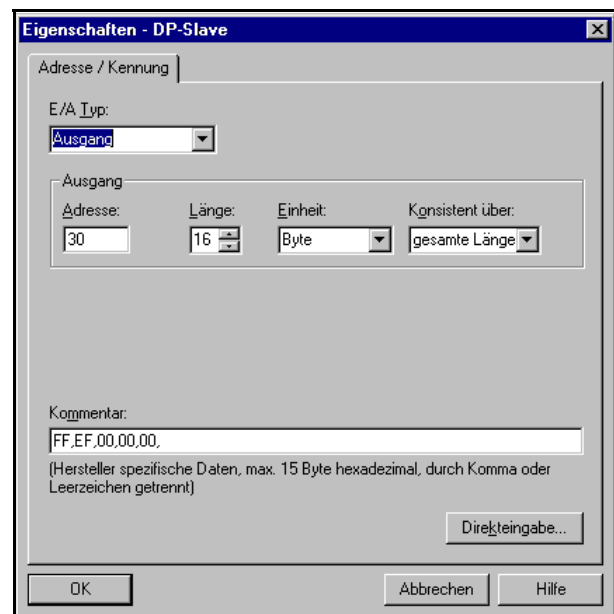 Eigenschaften - DP-Slave
Adresse / Kennung
E/A Typ:
Ausgang
Ausgang
Adresse: Länge: Einheit: Konsistent über:
30 16 Byte gesamte Länge
Kommentar:
FF,EF,00,00,00,
(Hersteller spezifische Daten, max. 15 Byte hexadezimal, durch Komma oder
Leerzeichen getrennt)
Direkteingabe...
OK Abbrechen Hilfe